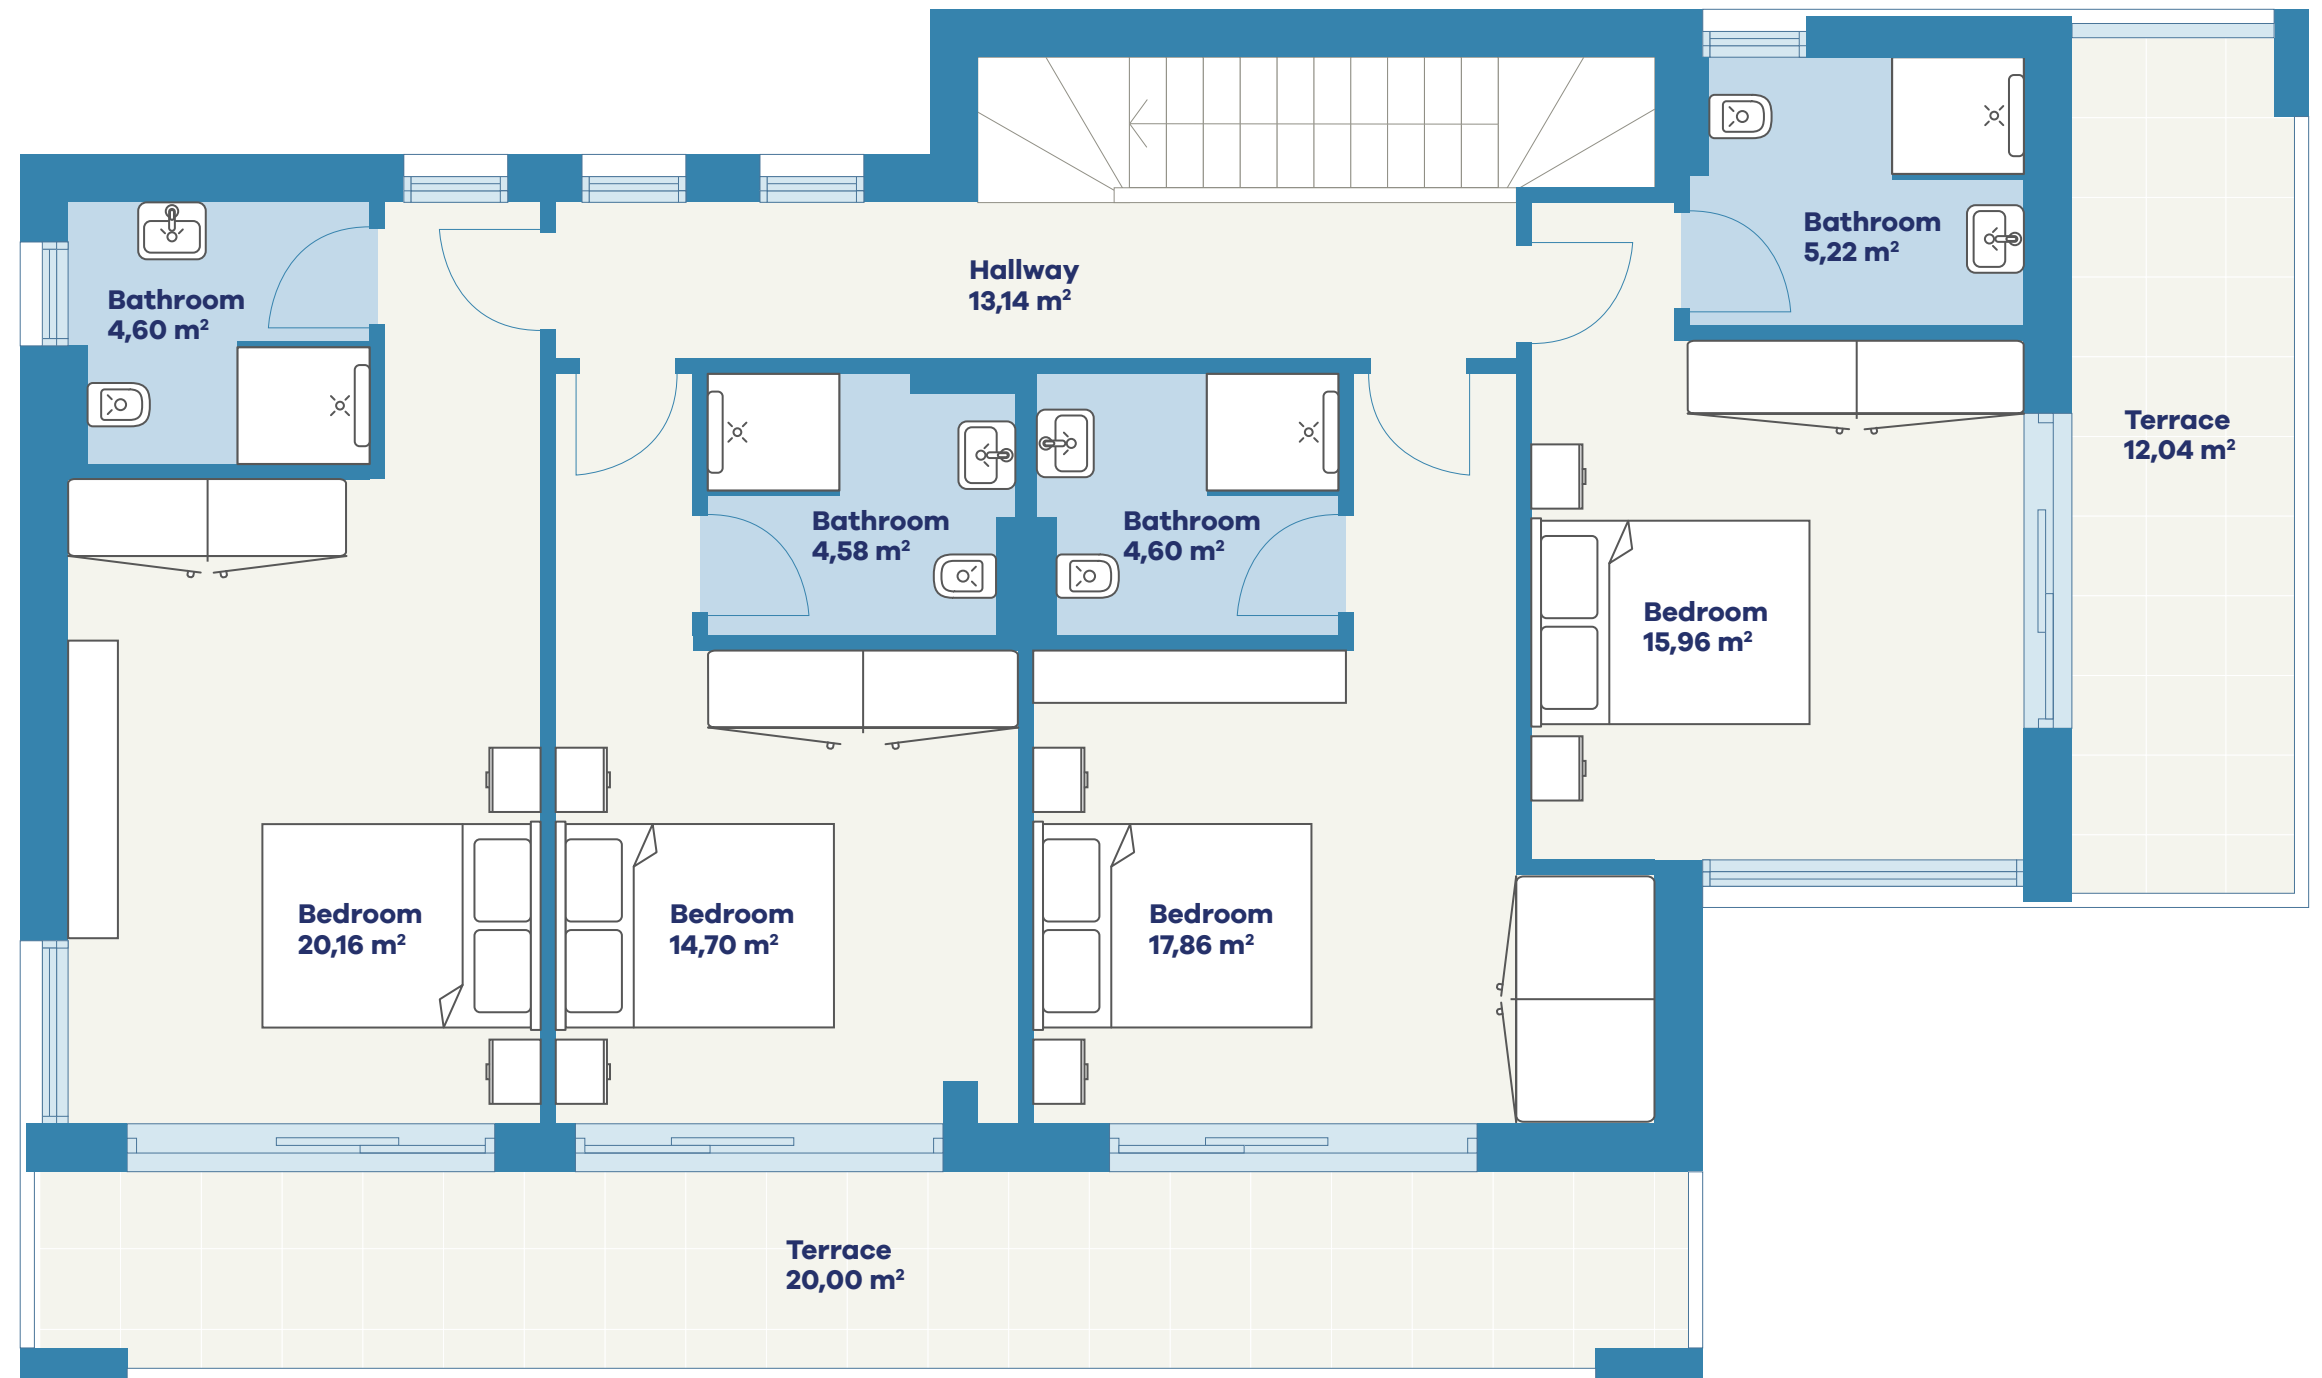 Bathroom
5,22 m²
Hallway
13,14 m²
Bathroom
4,60 m²
Terrace
12,04 m²
Bathroom
4,58 m²
Bathroom
4,60 m²
Bedroom
15,96 m²
Bedroom
20,16 m²
Bedroom
14,70 m²
Bedroom
17,86 m²
Terrace
20,00 m²